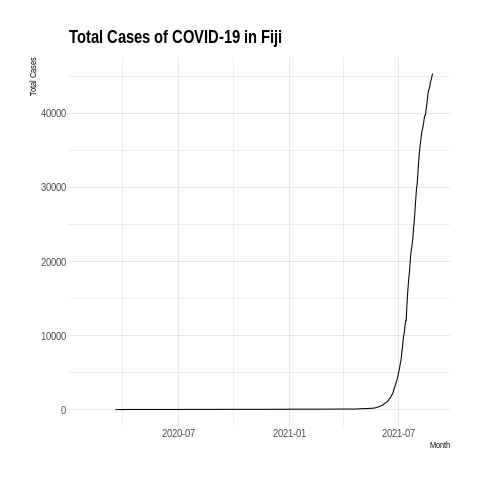 Total Cases of COVID-19 in Fiji
Total Cases
40000
30000
20000
10000
0
2020-07
2021-01
2021-07
Month